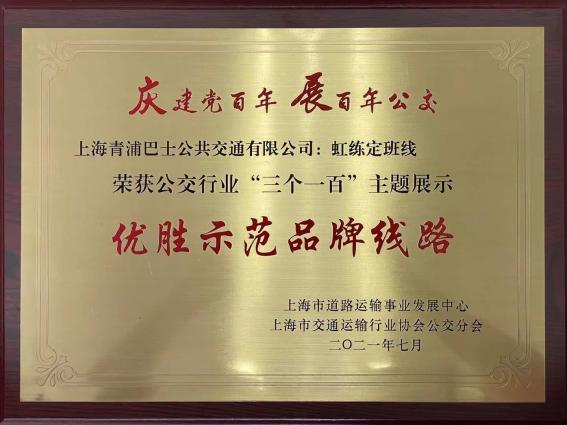 庆建党百年 展百年公交
上海青浦巴士公共交通有限公司：虹练定班线
荣获公交行业“三个一百”主题展示
优胜示范品牌线路
上海市道路运输事业发展中心
上海市交通运输行业协会公交分会
二〇二一年七月